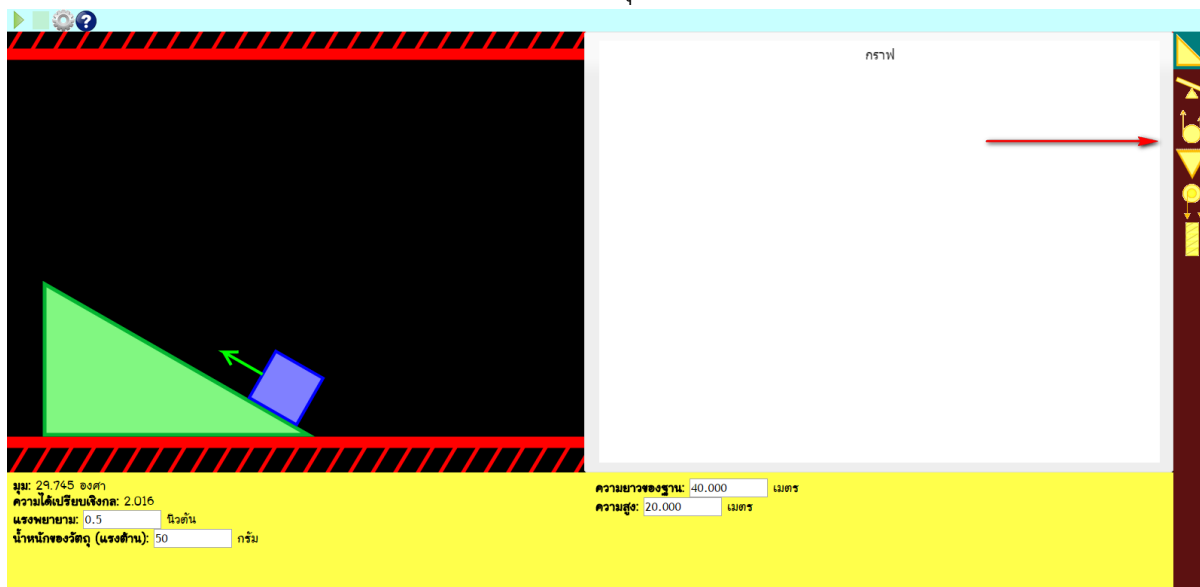 ?
กราฟ
มุม: 29.745 องศา
ความได้เปรียบเชิงกล: 2.016
แรงพยายาม: 0.5 นิวตัน
น้ำหนักของวัตถุ (แรงต้าน): 50 กรัม
ความยาวของฐาน: 40.000 เมตร
ความสูง: 20.000 เมตร